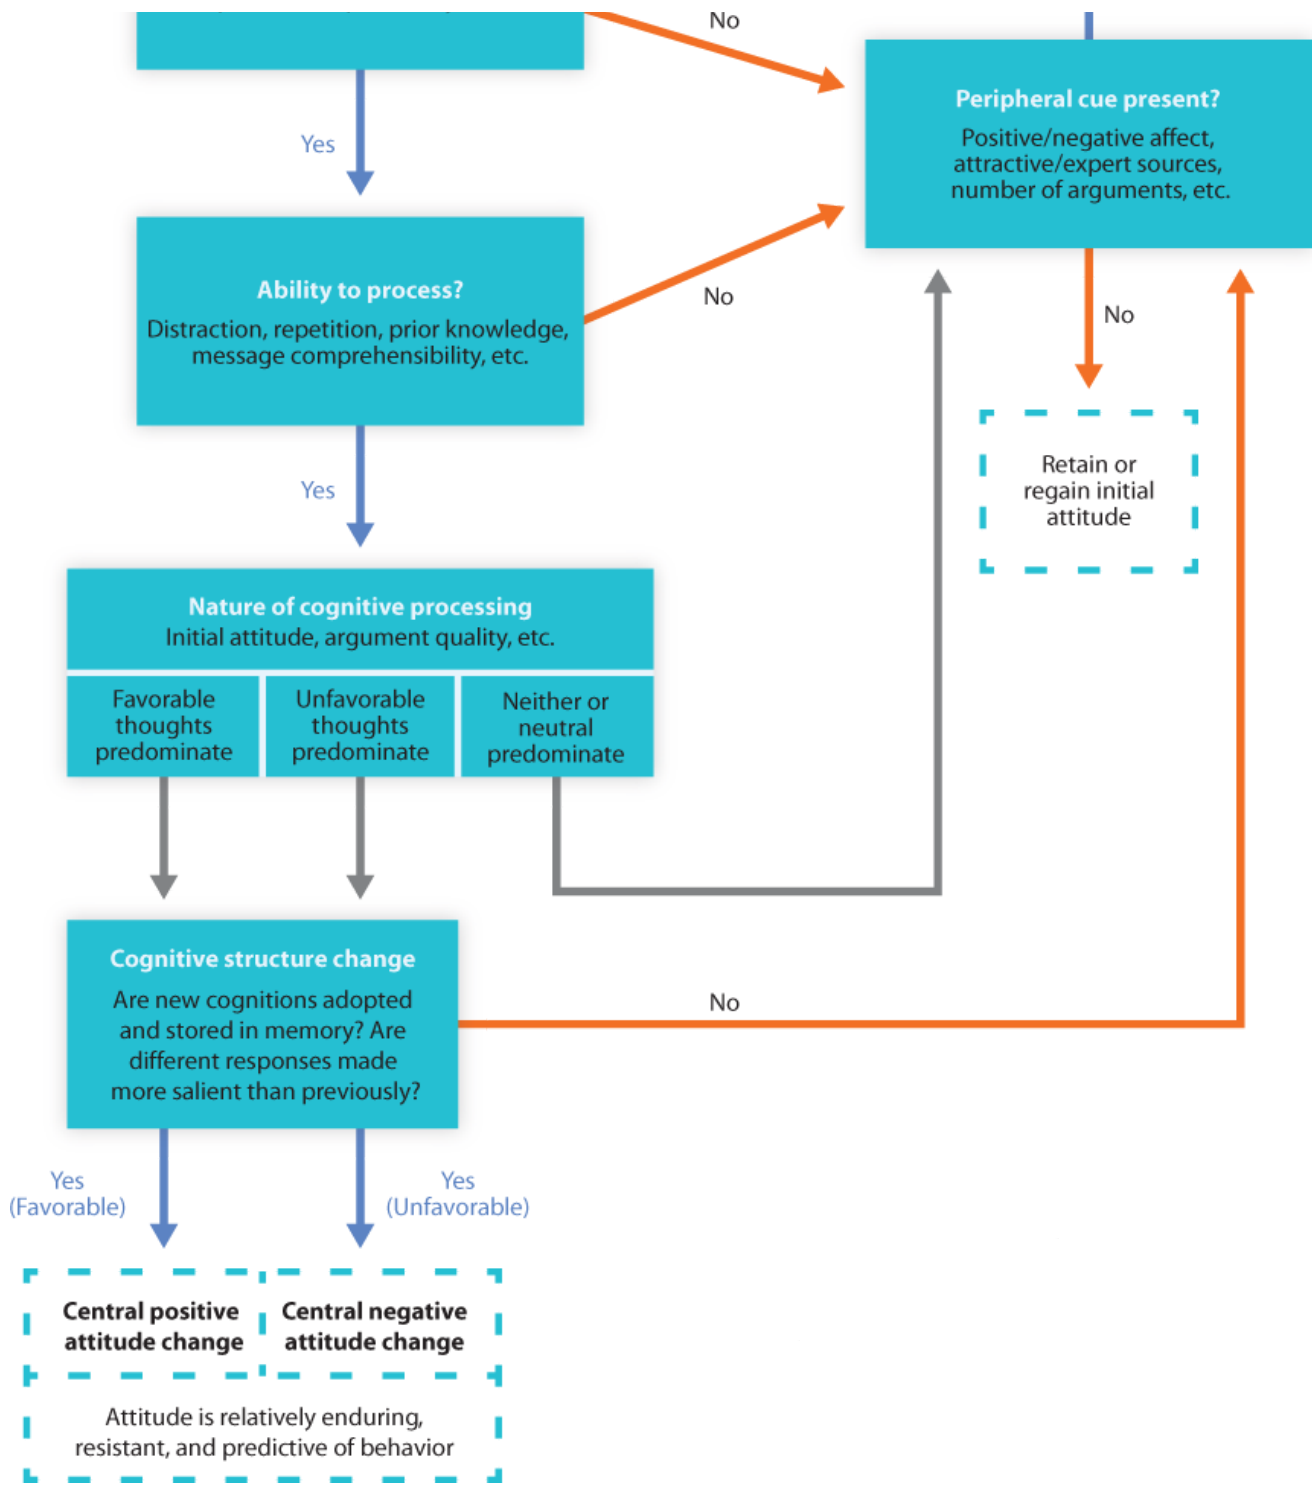 No
Peripheral cue present?
Positive/negative affect,
attractive/expert sources,
number of arguments, etc.
Yes
Ability to process?
Distraction, repetition, prior knowledge,
message comprehensibility, etc.
No
No
Retain or
regain initial
attitude
Yes
Nature of cognitive processing
Initial attitude, argument quality, etc.
Favorable
thoughts
predominate
Unfavorable
thoughts
predominate
Neither or
neutral
predominate
Cognitive structure change
Are new cognitions adopted
and stored in memory? Are
different responses made
more salient than previously?
No
Yes
(Favorable)
Yes
(Unfavorable)
Central positive
attitude change
Central negative
attitude change
Attitude is relatively enduring,
resistant, and predictive of behavior